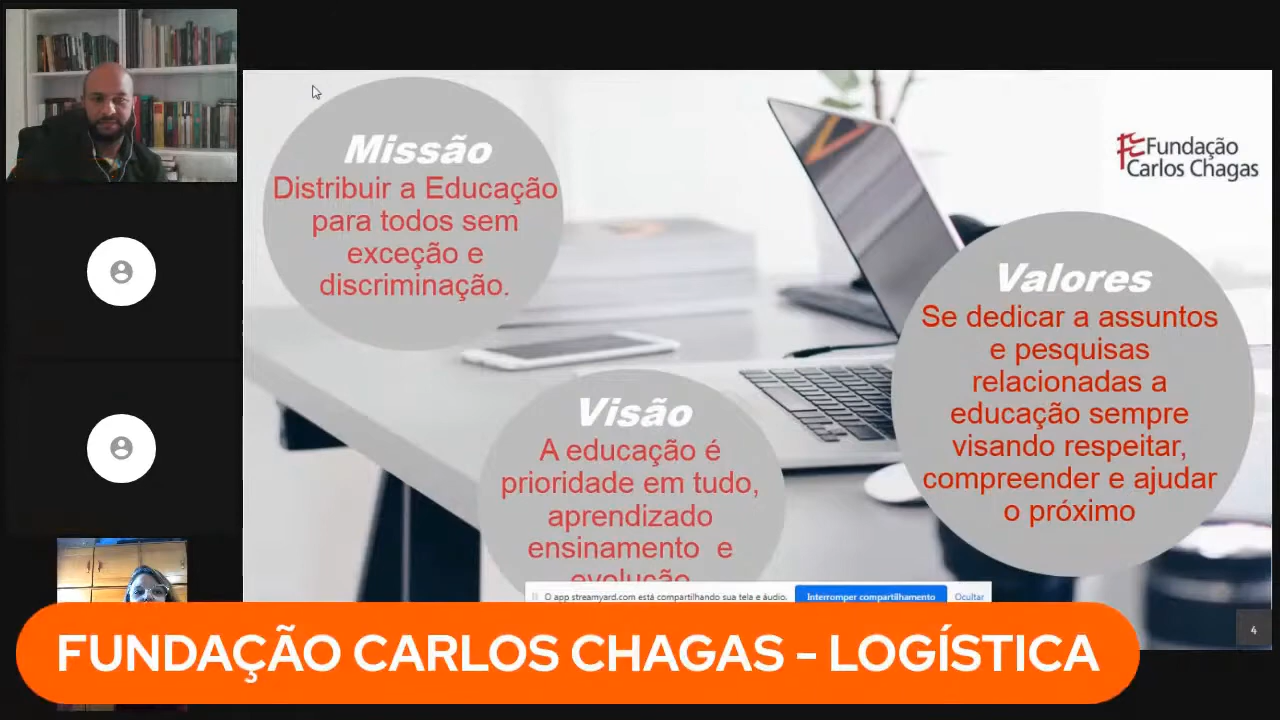 Missão
Distribuir a Educação
para todos sem
exceção e
discriminação.
Fundação
Carlos Chagas
Valores
Se dedicar a assuntos
e pesquisas
relacionadas a
educação sempre
visando respeitar,
compreender e ajudar
o próximo
Visão
A educação é
prioridade em tudo,
aprendizado
ensinamento e
evolução
O app streamyard.com está compartilhando sua tela e áudio.
Interromper compartilhamento
Ocultar
4
FUNDAÇÃO CARLOS CHAGAS - LOGÍSTICA